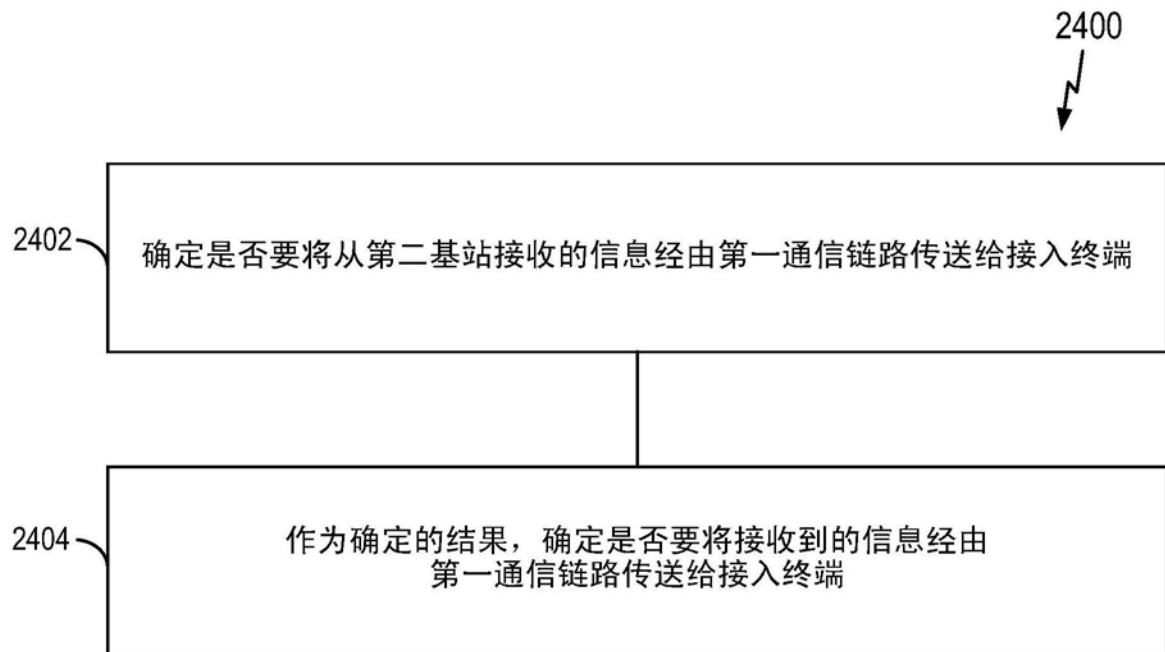 2400
2402
确定是否要将从第二基站接收的信息经由第一通信链路传送给接入终端
2404
作为确定的结果，确定是否要将接收到的信息经由
第一通信链路传送给接入终端